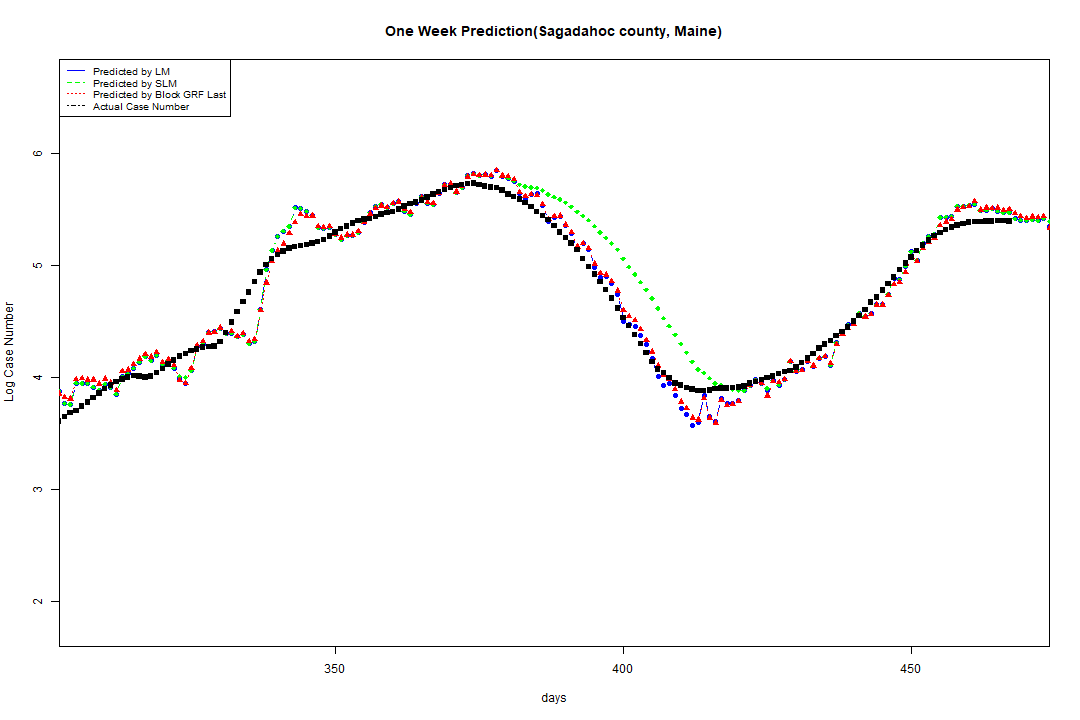 One Week Prediction(Sagadahoc county, Maine)
Predicted by LM
Predicted by SLM
Predicted by Block GRF Last
Actual Case Number
6
5
4
3
2
Log Case Number
350 400 450
days